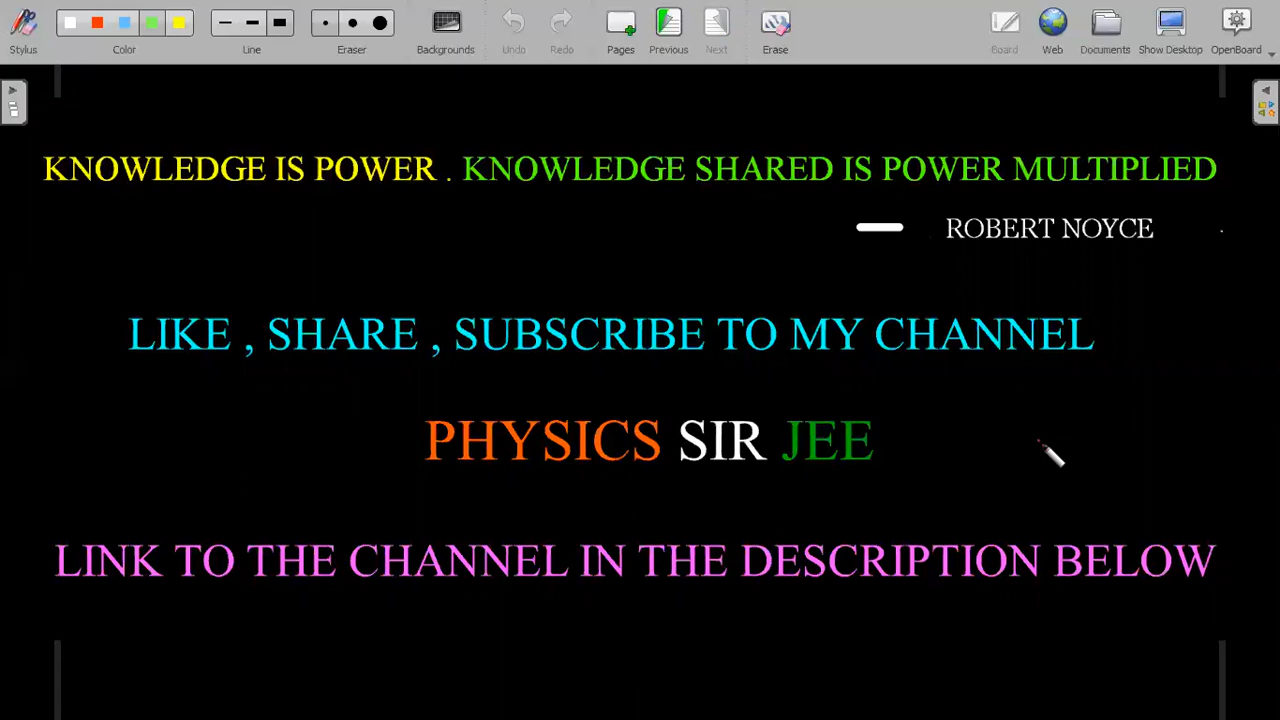 Stylus Color Line Eraser Backgrounds Undo Redo Pages Previous Next Erase Board Web Documents Show Desktop OpenBoard
KNOWLEDGE IS POWER . KNOWLEDGE SHARED IS POWER MULTIPLIED
— ROBERT NOYCE
LIKE , SHARE , SUBSCRIBE TO MY CHANNEL
PHYSICS SIR JEE
LINK TO THE CHANNEL IN THE DESCRIPTION BELOW